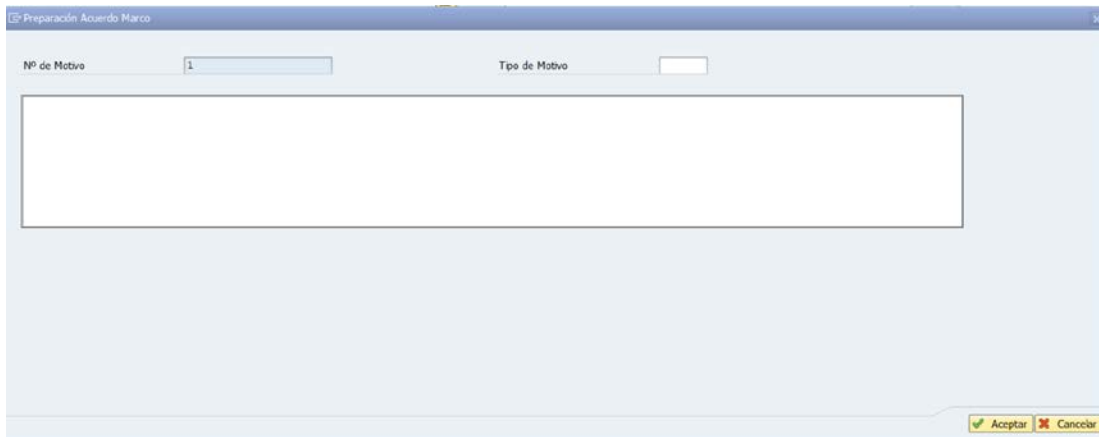 Preparación Acuerdo Marco
Nº de Motivo 1 Tipo de Motivo
Aceptar Cancelar